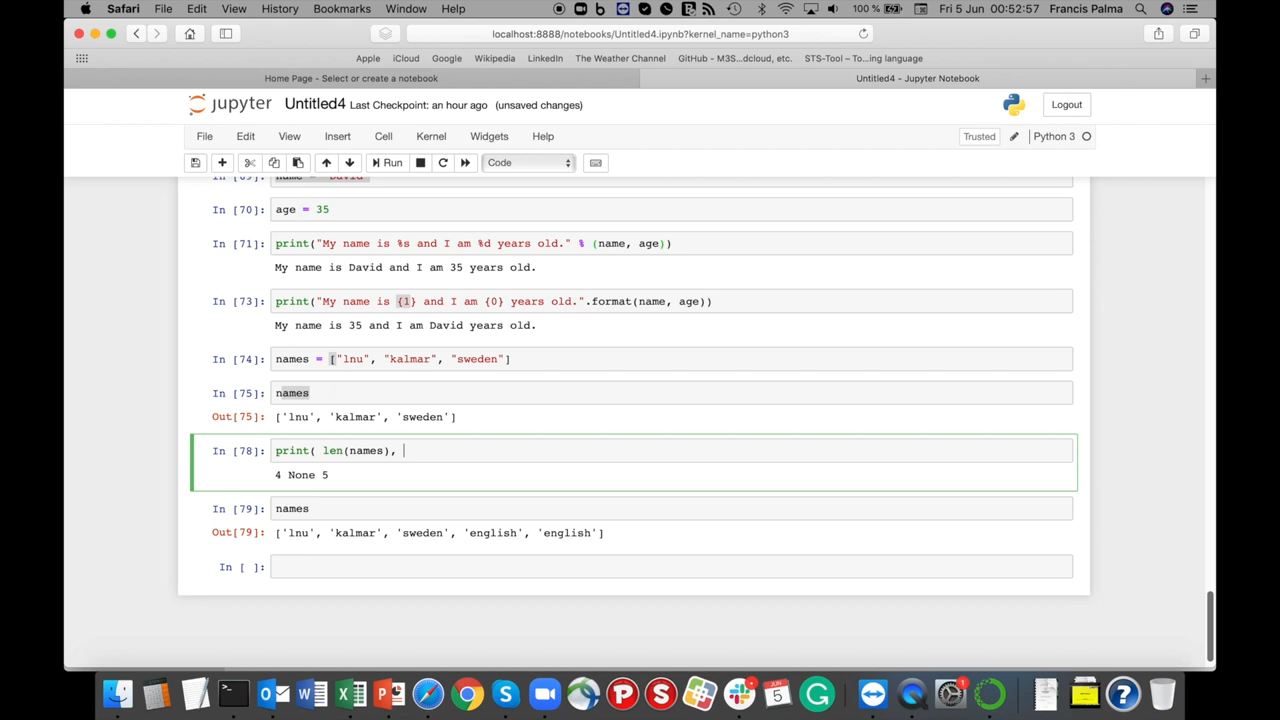 Safari File Edit View History Bookmarks Window Help 100 % Fri 5 Jun 00:52:57 Francis Palma
localhost:8888/notebooks/Untitled4.ipynb?kernel_name=python3
Apple iCloud Google Wikipedia LinkedIn The Weather Channel GitHub - M3S...dcloud, etc. STS-Tool – To...ing language
Home Page - Select or create a notebook Untitled4 - Jupyter Notebook
jupyter Untitled4 Last Checkpoint: an hour ago (unsaved changes) Logout
File Edit View Insert Cell Kernel Widgets Help Trusted Python 3
Run Code
In [69]: name = "David"
In [70]: age = 35
In [71]: print("My name is %s and I am %d years old." % (name, age))
My name is David and I am 35 years old.
In [73]: print("My name is {1} and I am {0} years old.".format(name, age))
My name is 35 and I am David years old.
In [74]: names = ["lnu", "kalmar", "sweden"]
In [75]: names
Out[75]: ['lnu', 'kalmar', 'sweden']
In [78]: print( len(names),
4 None 5
In [79]: names
Out[79]: ['lnu', 'kalmar', 'sweden', 'english', 'english']
In [ ]: